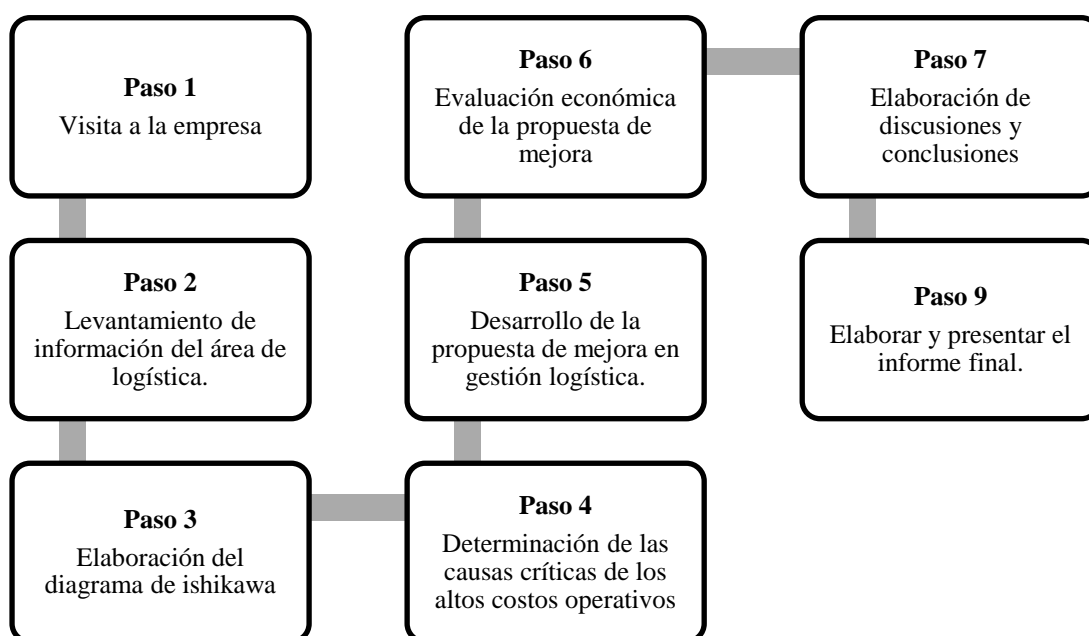 Paso 1
Visita a la empresa
Paso 2
Levantamiento de
información del área de
logística.
Paso 3
Elaboración del
diagrama de ishikawa
Paso 4
Determinación de las
causas críticas de los
altos costos operativos
Paso 5
Desarrollo de la
propuesta de mejora en
gestión logística.
Paso 6
Evaluación económica
de la propuesta de
mejora
Paso 7
Elaboración de
discusiones y
conclusiones
Paso 9
Elaborar y presentar el
informe final.